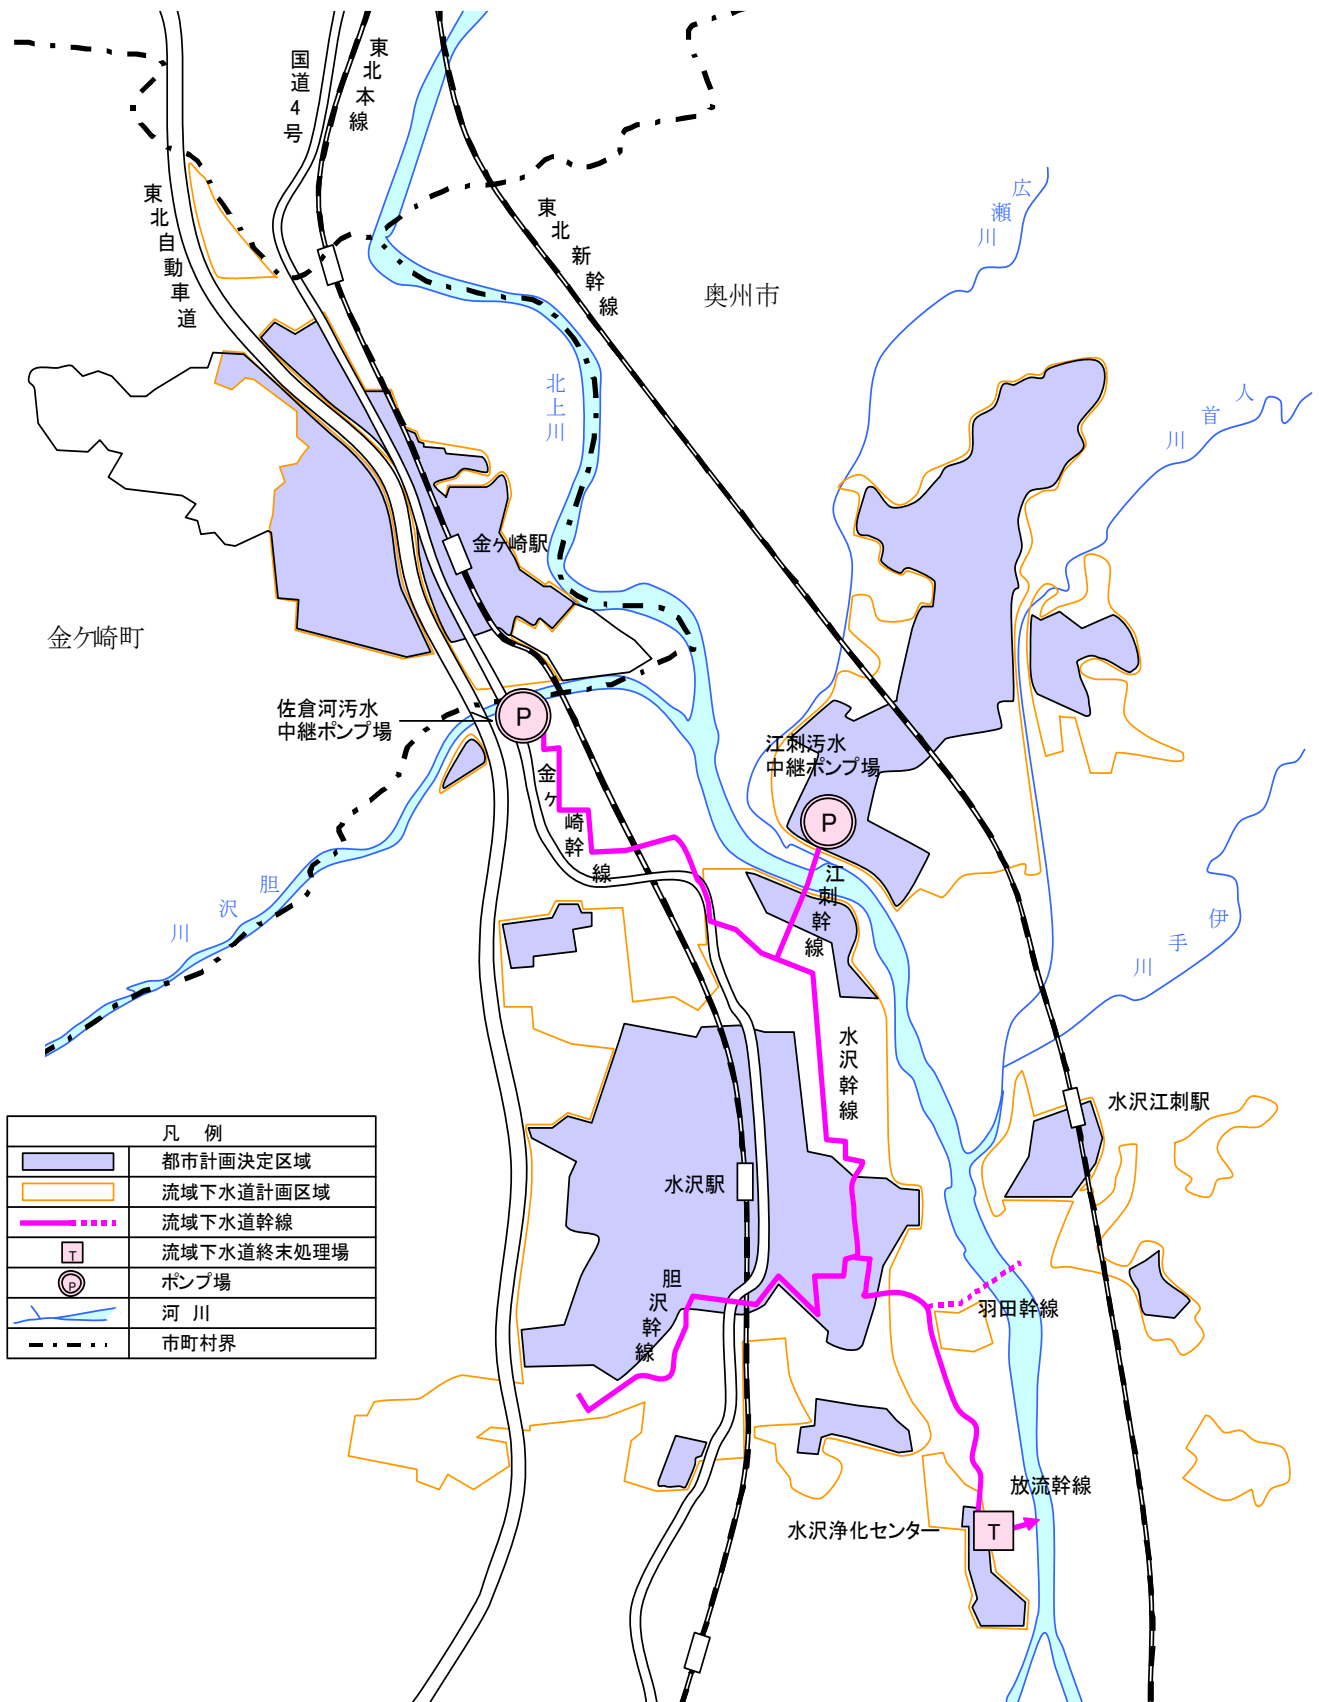 国道4号
東北本線
東北自動車道
東北新幹線
広瀬川
奥州市
北上川
人首川
金ヶ崎駅
金ケ崎町
佐倉河汚水
中継ポンプ場
P
江刺汚水
中継ポンプ場
P
金ヶ崎幹線
江刺幹線
胆沢川
伊手川
水沢幹線
水沢江刺駅
水沢駅
胆沢幹線
羽田幹線
放流幹線
水沢浄化センター
T
凡 例
都市計画決定区域
流域下水道計画区域
流域下水道幹線
T
流域下水道終末処理場
P
ポンプ場
河 川
市町村界